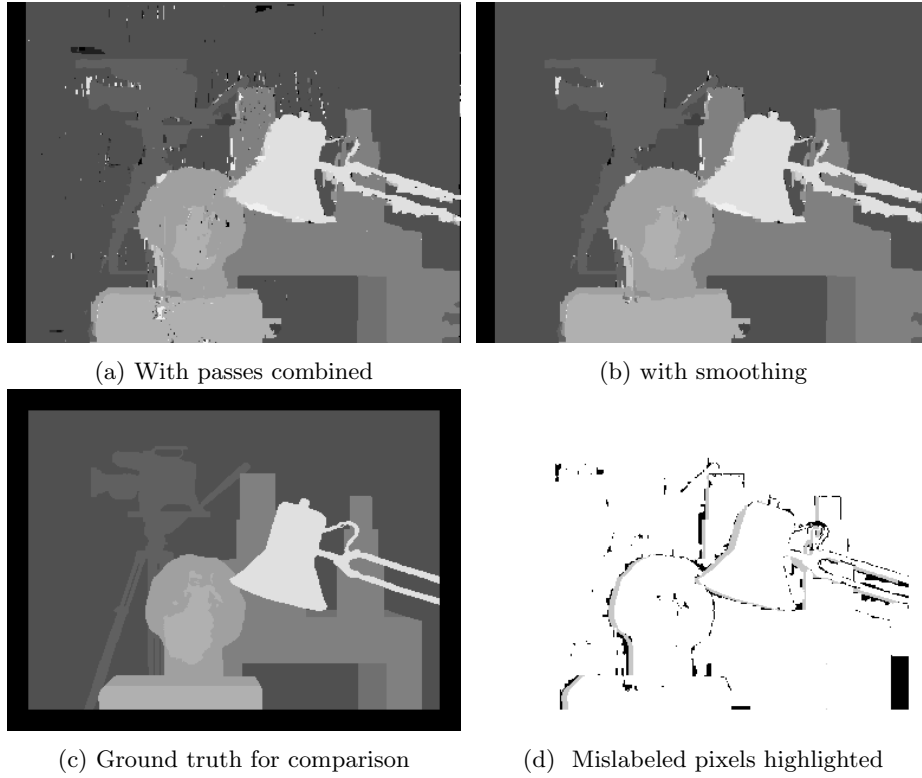 (a) With passes combined
(b) with smoothing
(c) Ground truth for comparison
(d) Mislabeled pixels highlighted